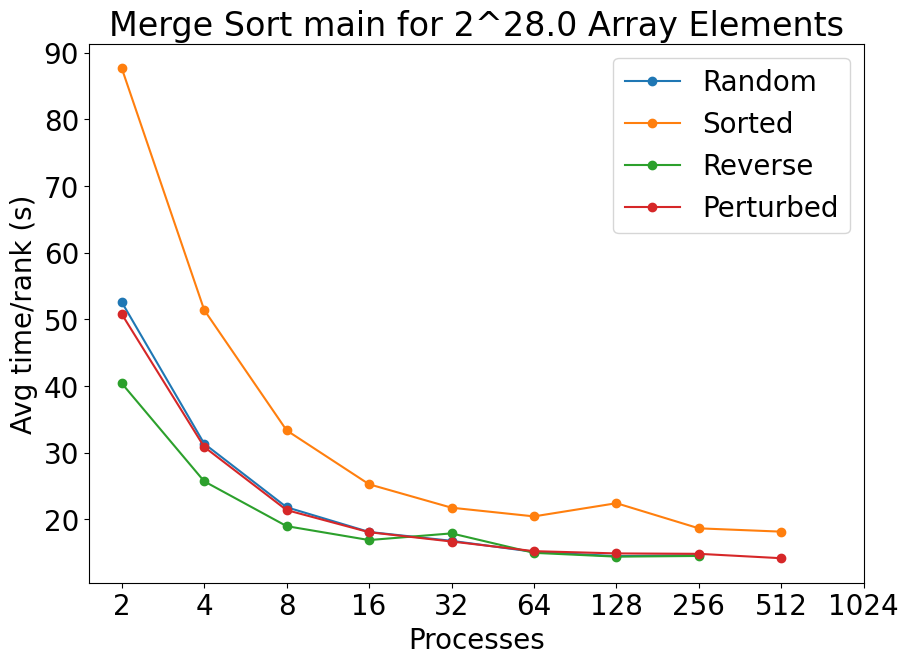 Merge Sort main for 2^28.0 Array Elements
90
80
70
60
50
40
30
20
Avg time/rank (s)
Random
Sorted
Reverse
Perturbed
2 4 8 16 32 64 128 256 512 1024
Processes